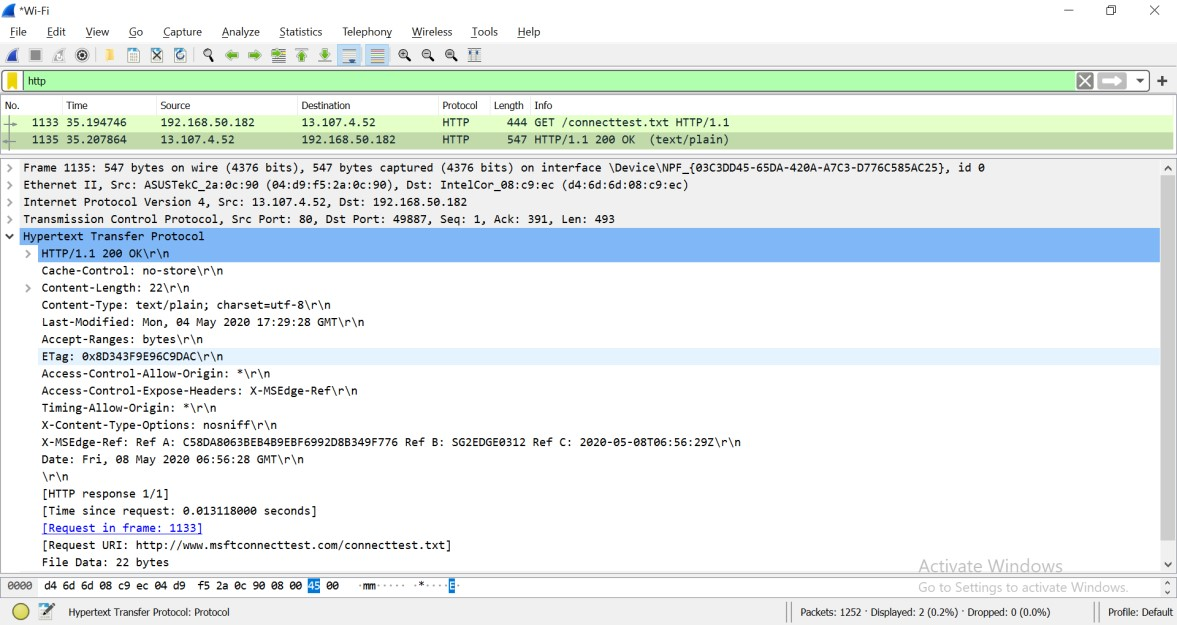 *Wi-Fi
File Edit View Go Capture Analyze Statistics Telephony Wireless Tools Help
http
No. Time Source Destination Protocol Length Info
1133 35.194746 192.168.50.182 13.107.4.52 HTTP 444 GET /connecttest.txt HTTP/1.1
1135 35.207864 13.107.4.52 192.168.50.182 HTTP 547 HTTP/1.1 200 OK (text/plain)
Frame 1135: 547 bytes on wire (4376 bits), 547 bytes captured (4376 bits) on interface \Device\NPF_{03C3DD45-65DA-420A-A7C3-D776C585AC25}, id 0
Ethernet II, Src: ASUSTekC_2a:0c:90 (04:d9:f5:2a:0c:90), Dst: IntelCor_08:c9:ec (d4:6d:6d:08:c9:ec)
Internet Protocol Version 4, Src: 13.107.4.52, Dst: 192.168.50.182
Transmission Control Protocol, Src Port: 80, Dst Port: 49887, Seq: 1, Ack: 391, Len: 493
Hypertext Transfer Protocol
HTTP/1.1 200 OK\r\n
Cache-Control: no-store\r\n
Content-Length: 22\r\n
Content-Type: text/plain; charset=utf-8\r\n
Last-Modified: Mon, 04 May 2020 17:29:28 GMT\r\n
Accept-Ranges: bytes\r\n
ETag: 0x8D343F9E96C9DAC\r\n
Access-Control-Allow-Origin: *\r\n
Access-Control-Expose-Headers: X-MSEdge-Ref\r\n
Timing-Allow-Origin: *\r\n
X-Content-Type-Options: nosniff\r\n
X-MSEdge-Ref: Ref A: C58DA8063BEB4B9EBF6992D8B349F776 Ref B: SG2EDGE0312 Ref C: 2020-05-08T06:56:29Z\r\n
Date: Fri, 08 May 2020 06:56:28 GMT\r\n
\r\n
[HTTP response 1/1]
[Time since request: 0.013118000 seconds]
[Request in frame: 1133]
[Request URI: http://www.msftconnecttest.com/connecttest.txt]
File Data: 22 bytes
Activate Windows
Go to Settings to activate Windows.
0000 d4 6d 6d 08 c9 ec 04 d9 f5 2a 0c 90 08 00 45 00 ·mm····· ·*····E·
Hypertext Transfer Protocol: Protocol Packets: 1252 · Displayed: 2 (0.2%) · Dropped: 0 (0.0%) Profile: Default